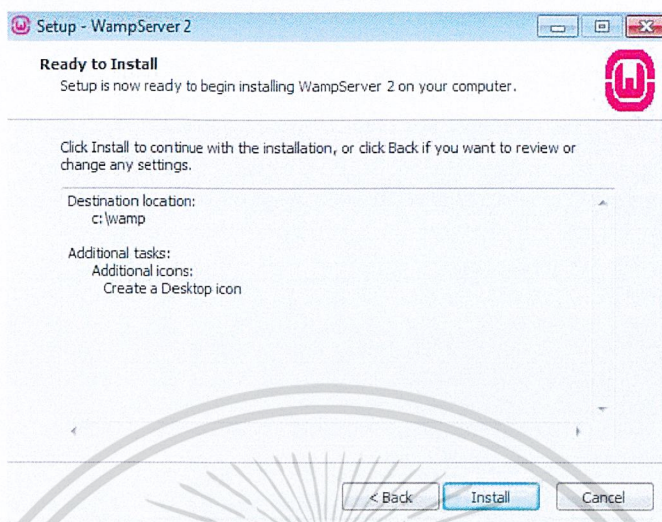 Setup - WampServer 2
Ready to Install
Setup is now ready to begin installing WampServer 2 on your computer.
Click Install to continue with the installation, or click Back if you want to review or
change any settings.
Destination location:
c:\wamp
Additional tasks:
Additional icons:
Create a Desktop icon
< Back
Install
Cancel